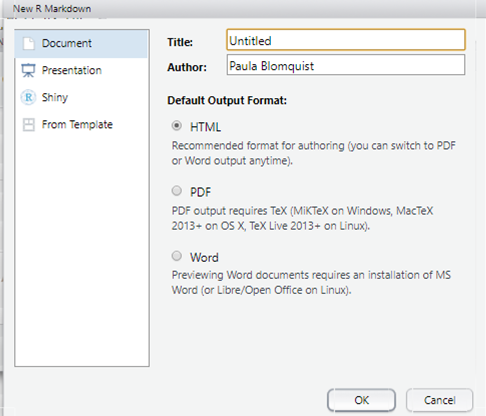 New R Markdown
Document
Presentation
Shiny
From Template
Title: Untitled
Author: Paula Blomquist
Default Output Format:
HTML
Recommended format for authoring (you can switch to PDF
or Word output anytime).
PDF
PDF output requires TeX (MiKTeX on Windows, MacTeX
2013+ on OS X, TeX Live 2013+ on Linux).
Word
Previewing Word documents requires an installation of MS
Word (or Libre/Open Office on Linux).
OK Cancel